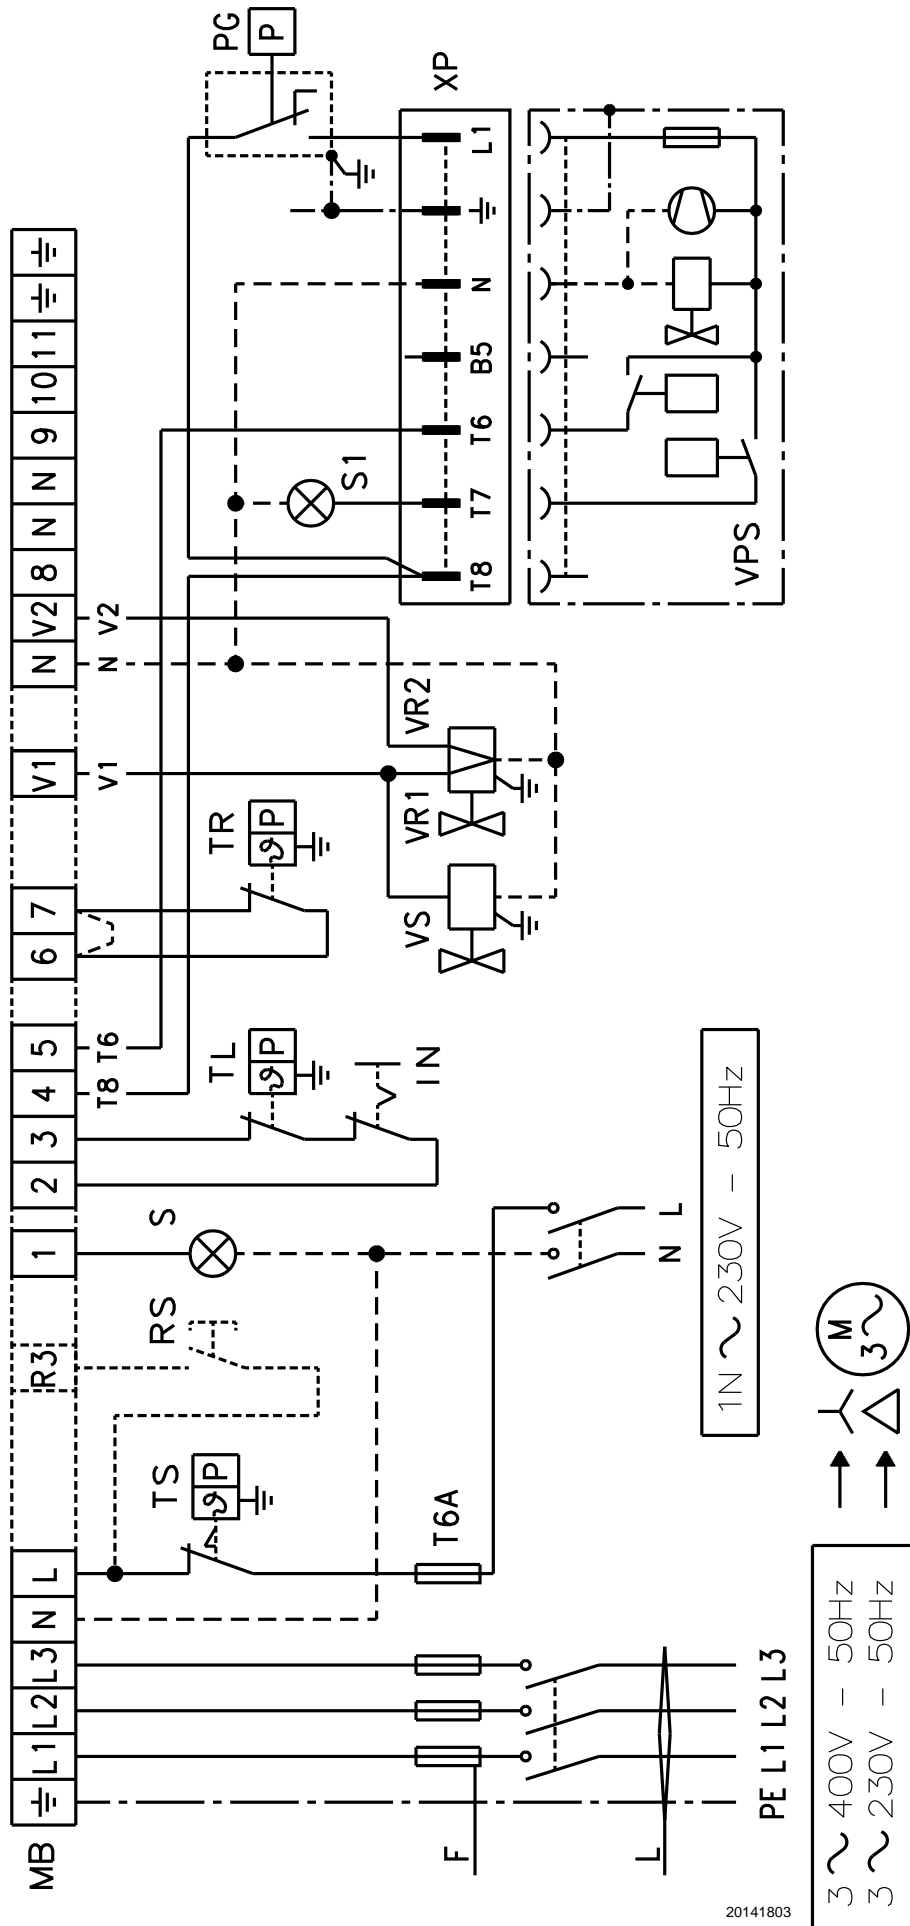 MB
L1 L2 L3 N L R3 1 2 3 4 5 6 7 V1 N V2 8 N N 9 10 11
T8 T6 V1 N V2
TS P
RS
S
TL P
IN
TR P
PG P
S1
VS
VR1 VR2
XP
T8 T7 T6 B5 N L1
VPS
F
T6A
L
N L
PE L1 L2 L3
1N ~ 230V - 50Hz
3 ~ 400V - 50Hz
3 ~ 230V - 50Hz
M
3 ~
20141803